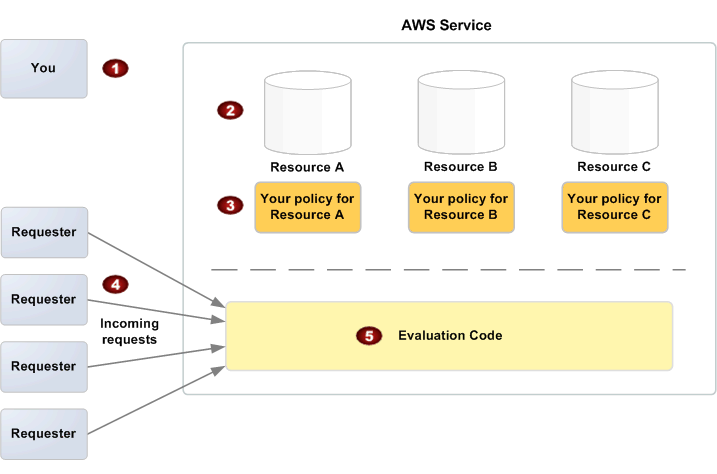 AWS Service
You
1
2
Resource A
Resource B
Resource C
3
Your policy for
Resource A
Your policy for
Resource B
Your policy for
Resource C
Requester
4
Requester
Incoming
requests
5
Evaluation Code
Requester
Requester